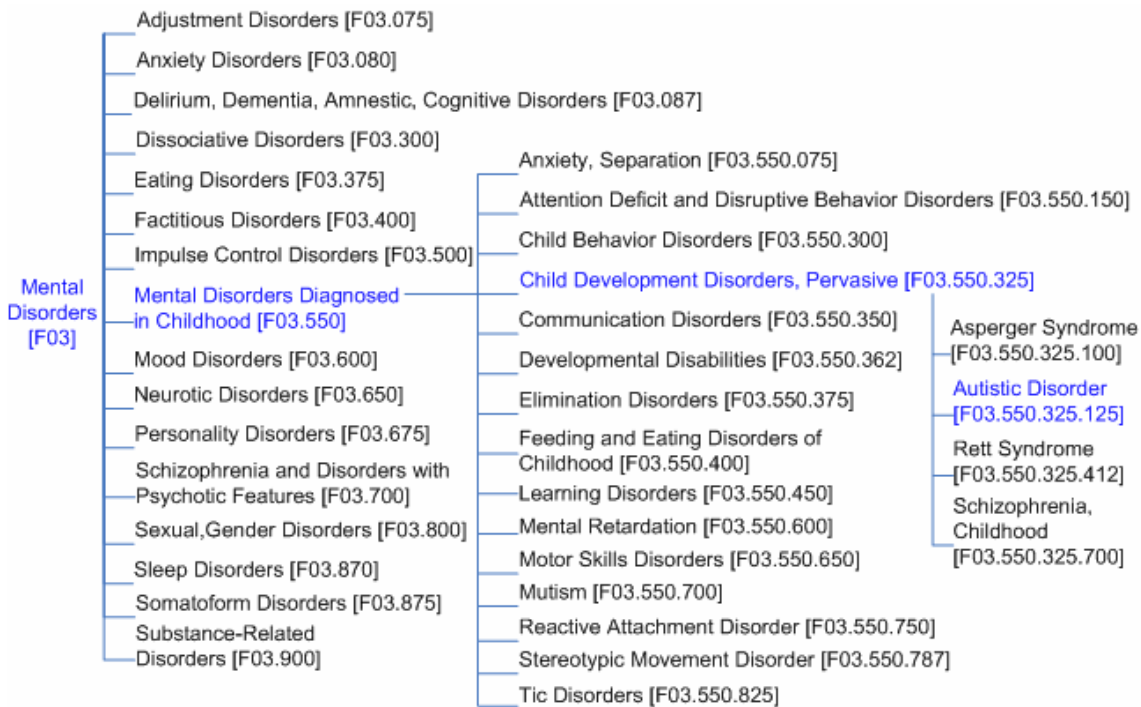 Mental
Disorders
[F03]
Adjustment Disorders [F03.075]
Anxiety Disorders [F03.080]
Delirium, Dementia, Amnestic, Cognitive Disorders [F03.087]
Dissociative Disorders [F03.300]
Eating Disorders [F03.375]
Factitious Disorders [F03.400]
Impulse Control Disorders [F03.500]
Mental Disorders Diagnosed
in Childhood [F03.550]
Mood Disorders [F03.600]
Neurotic Disorders [F03.650]
Personality Disorders [F03.675]
Schizophrenia and Disorders with
Psychotic Features [F03.700]
Sexual,Gender Disorders [F03.800]
Sleep Disorders [F03.870]
Somatoform Disorders [F03.875]
Substance-Related
Disorders [F03.900]
Anxiety, Separation [F03.550.075]
Attention Deficit and Disruptive Behavior Disorders [F03.550.150]
Child Behavior Disorders [F03.550.300]
Child Development Disorders, Pervasive [F03.550.325]
Communication Disorders [F03.550.350]
Developmental Disabilities [F03.550.362]
Elimination Disorders [F03.550.375]
Feeding and Eating Disorders of
Childhood [F03.550.400]
Learning Disorders [F03.550.450]
Mental Retardation [F03.550.600]
Motor Skills Disorders [F03.550.650]
Mutism [F03.550.700]
Reactive Attachment Disorder [F03.550.750]
Stereotypic Movement Disorder [F03.550.787]
Tic Disorders [F03.550.825]
Asperger Syndrome
[F03.550.325.100]
Autistic Disorder
[F03.550.325.125]
Rett Syndrome
[F03.550.325.412]
Schizophrenia,
Childhood
[F03.550.325.700]